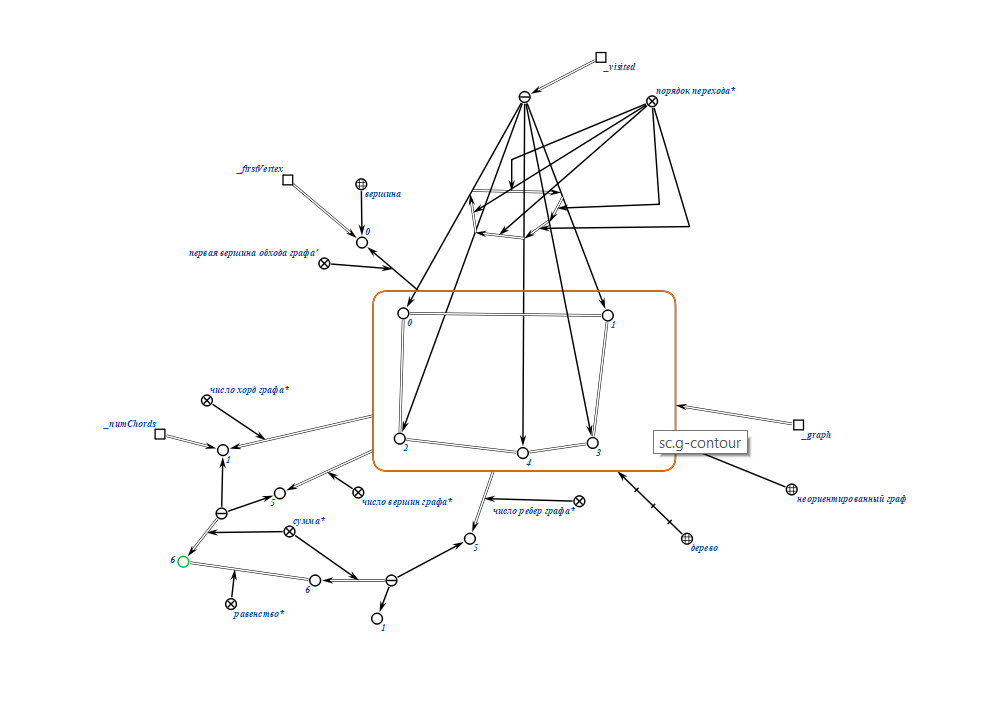 _visited
порядок перехода*
_firstVertex
вершина
0
первая вершина обхода графа'
0
1
число хорд графа*
_numChords
1
2
4
3
sc.g-contour
_graph
5
число вершин графа*
число ребер графа*
неориентированный граф
сумма*
5
дерево
6
6
равенство*
1